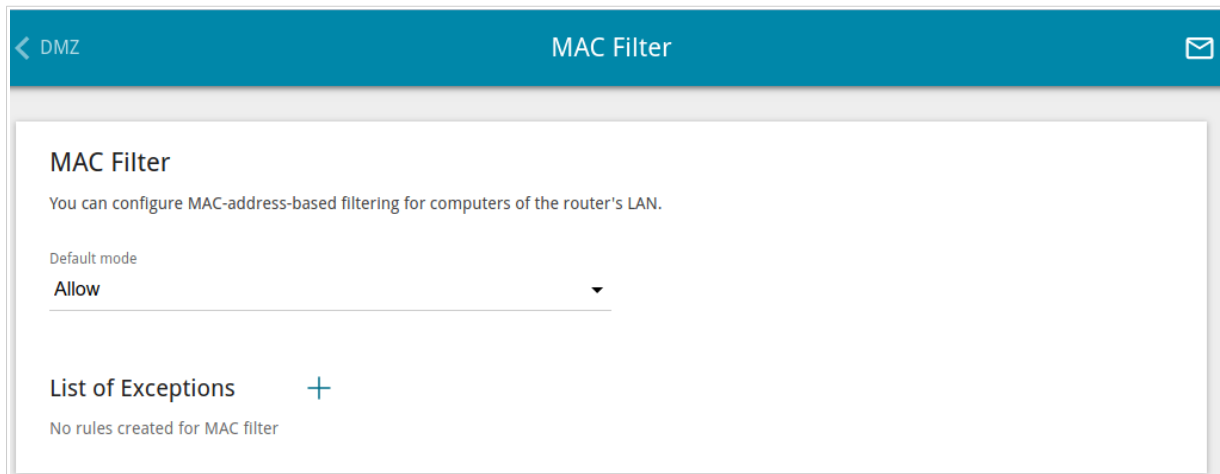 DMZ
MAC Filter
MAC Filter
You can configure MAC-address-based filtering for computers of the router's LAN.
Default mode
Allow
List of Exceptions
No rules created for MAC filter